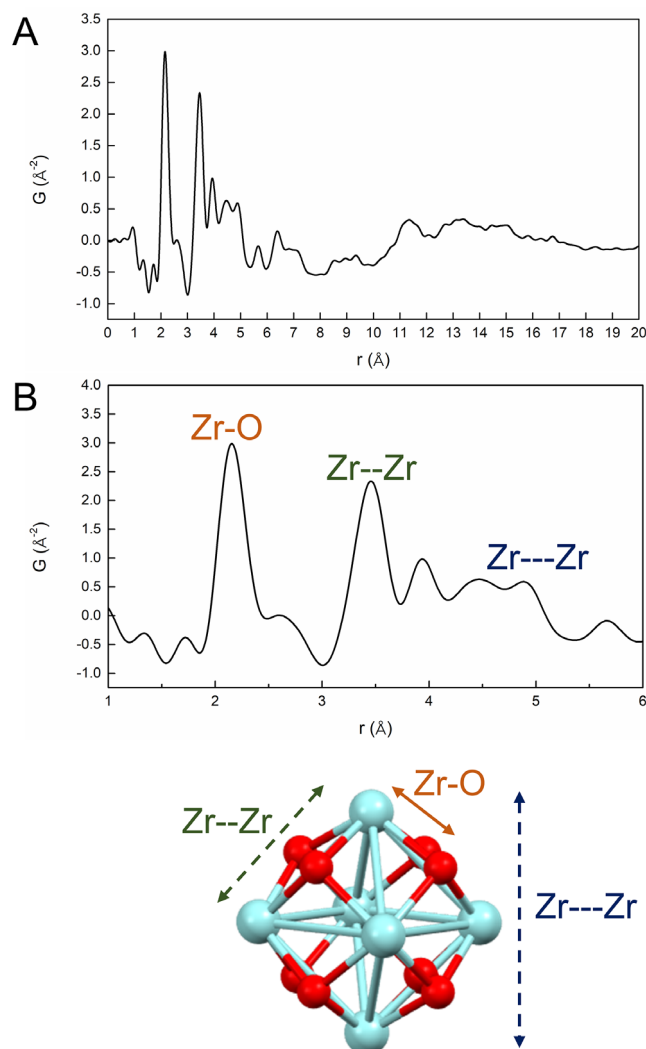 A
3.5
3.0
2.5
2.0
1.5
1.0
0.5
0.0
-0.5
-1.0
G (Å⁻²)
0 1 2 3 4 5 6 7 8 9 10 11 12 13 14 15 16 17 18 19 20
r (Å)
B
4.0
3.5
3.0
2.5
2.0
1.5
1.0
0.5
0.0
-0.5
-1.0
G (Å⁻²)
Zr-O
Zr--Zr
Zr---Zr
1 2 3 4 5 6
r (Å)
Zr-O
Zr--Zr
Zr---Zr